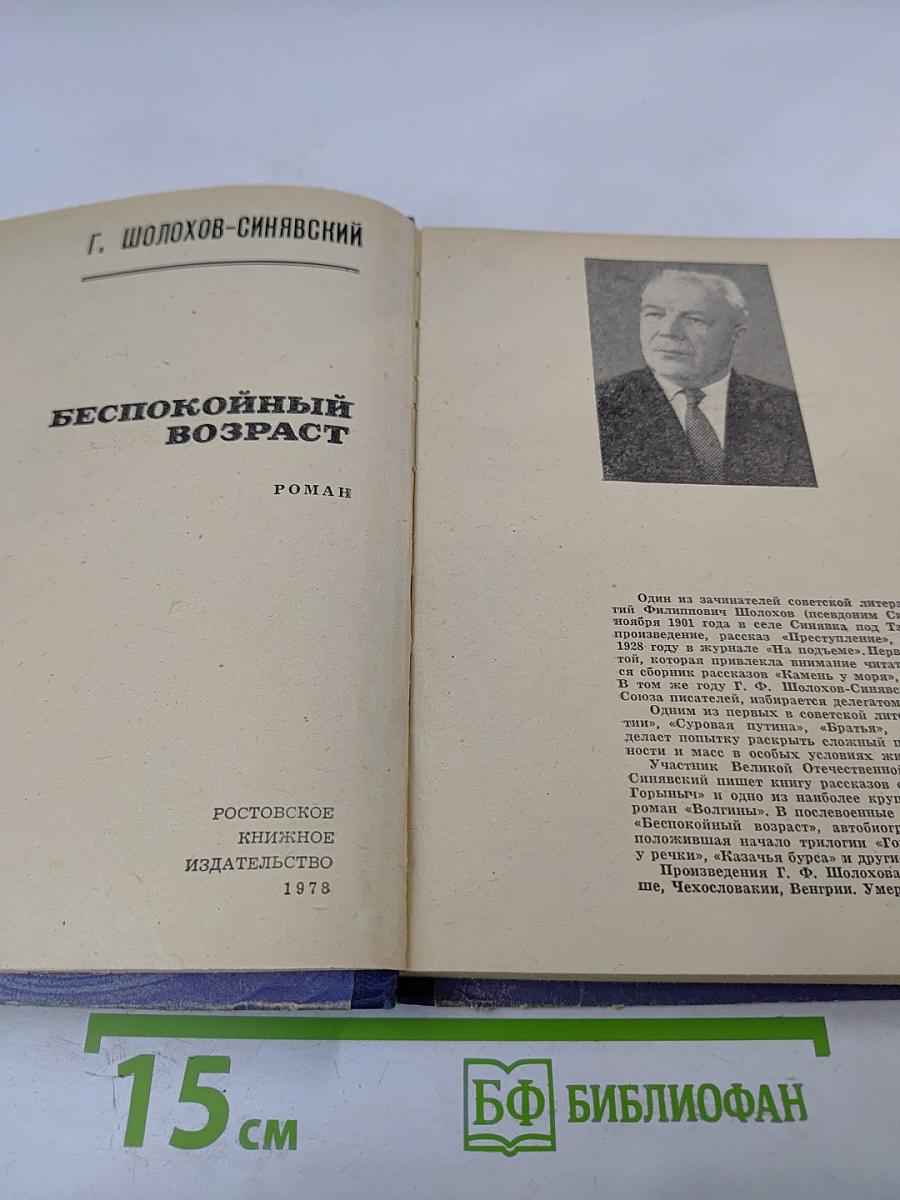 Г. ШОЛОХОВ-СИНЯВСКИЙ
БЕСПОКОЙНЫЙ
ВОЗРАСТ
РОМАН
РОСТОВСКОЕ
КНИЖНОЕ
ИЗДАТЕЛЬСТВО
1978
Один из зачинателей советской
тий Филиппович Шолохов (псевдоним
ноября 1901 года в селе Синявка под
произведение, рассказ «Преступление»,
1928 году в журнале «На подъеме».
той, которая привлекла внимание
ся сборник рассказов «Камень у моря»,
В том же году Г. Ф.
Союза писателей, избирается делегатом
Одним из первых в советской
тии», «Суровая путина», «Братья»,
делает попытку раскрыть сложный
ности и масс в особых условиях
Участник Великой Отечественной
Синявский пишет книгу рассказов
Горыныч» и одно из наиболее
роман «Волгины». В послевоенные
«Беспокойный возраст»,
положившая начало трилогии
у речки», «Казачья бурса» и
Произведения Г. Ф. Шолохова
ше, Чехословакии, Венгрии.
15 см
БФ БИБЛИОФАН